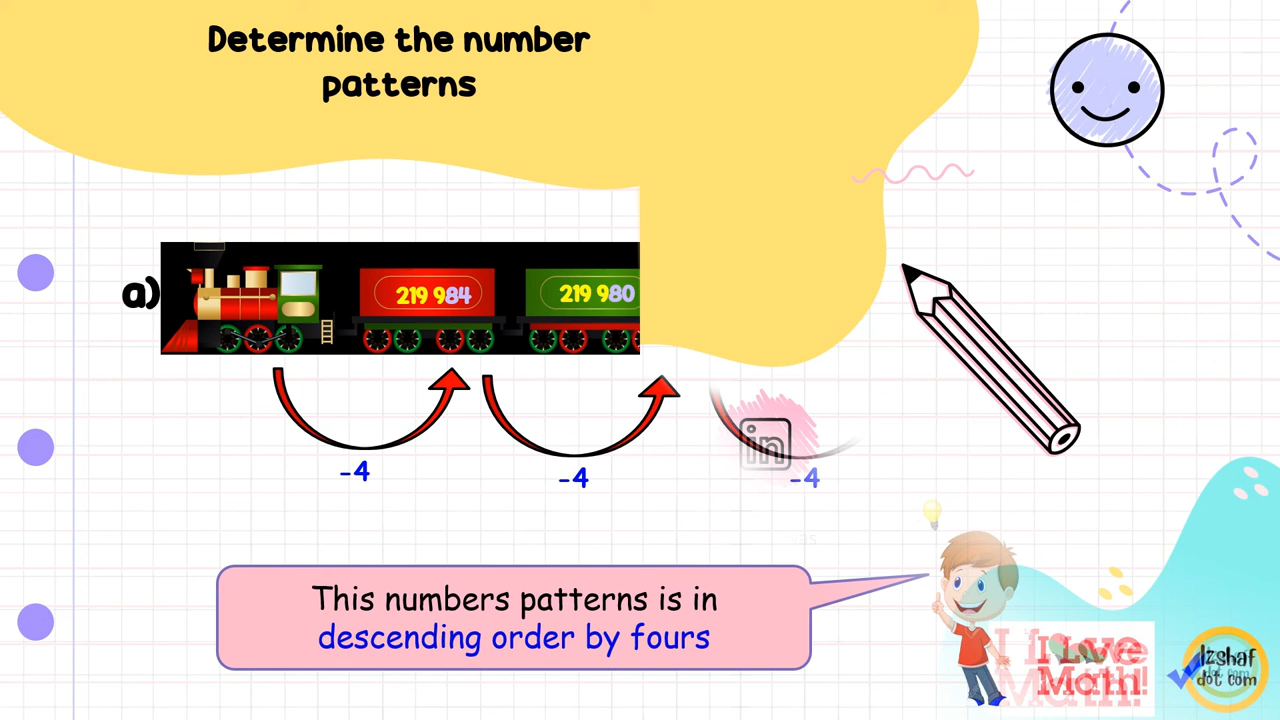 Determine the number
patterns
a)
219 984
219 980
-4
-4
-4
in
This numbers patterns is in
descending order by fours
I Love
Math!
Izshaf
dot com